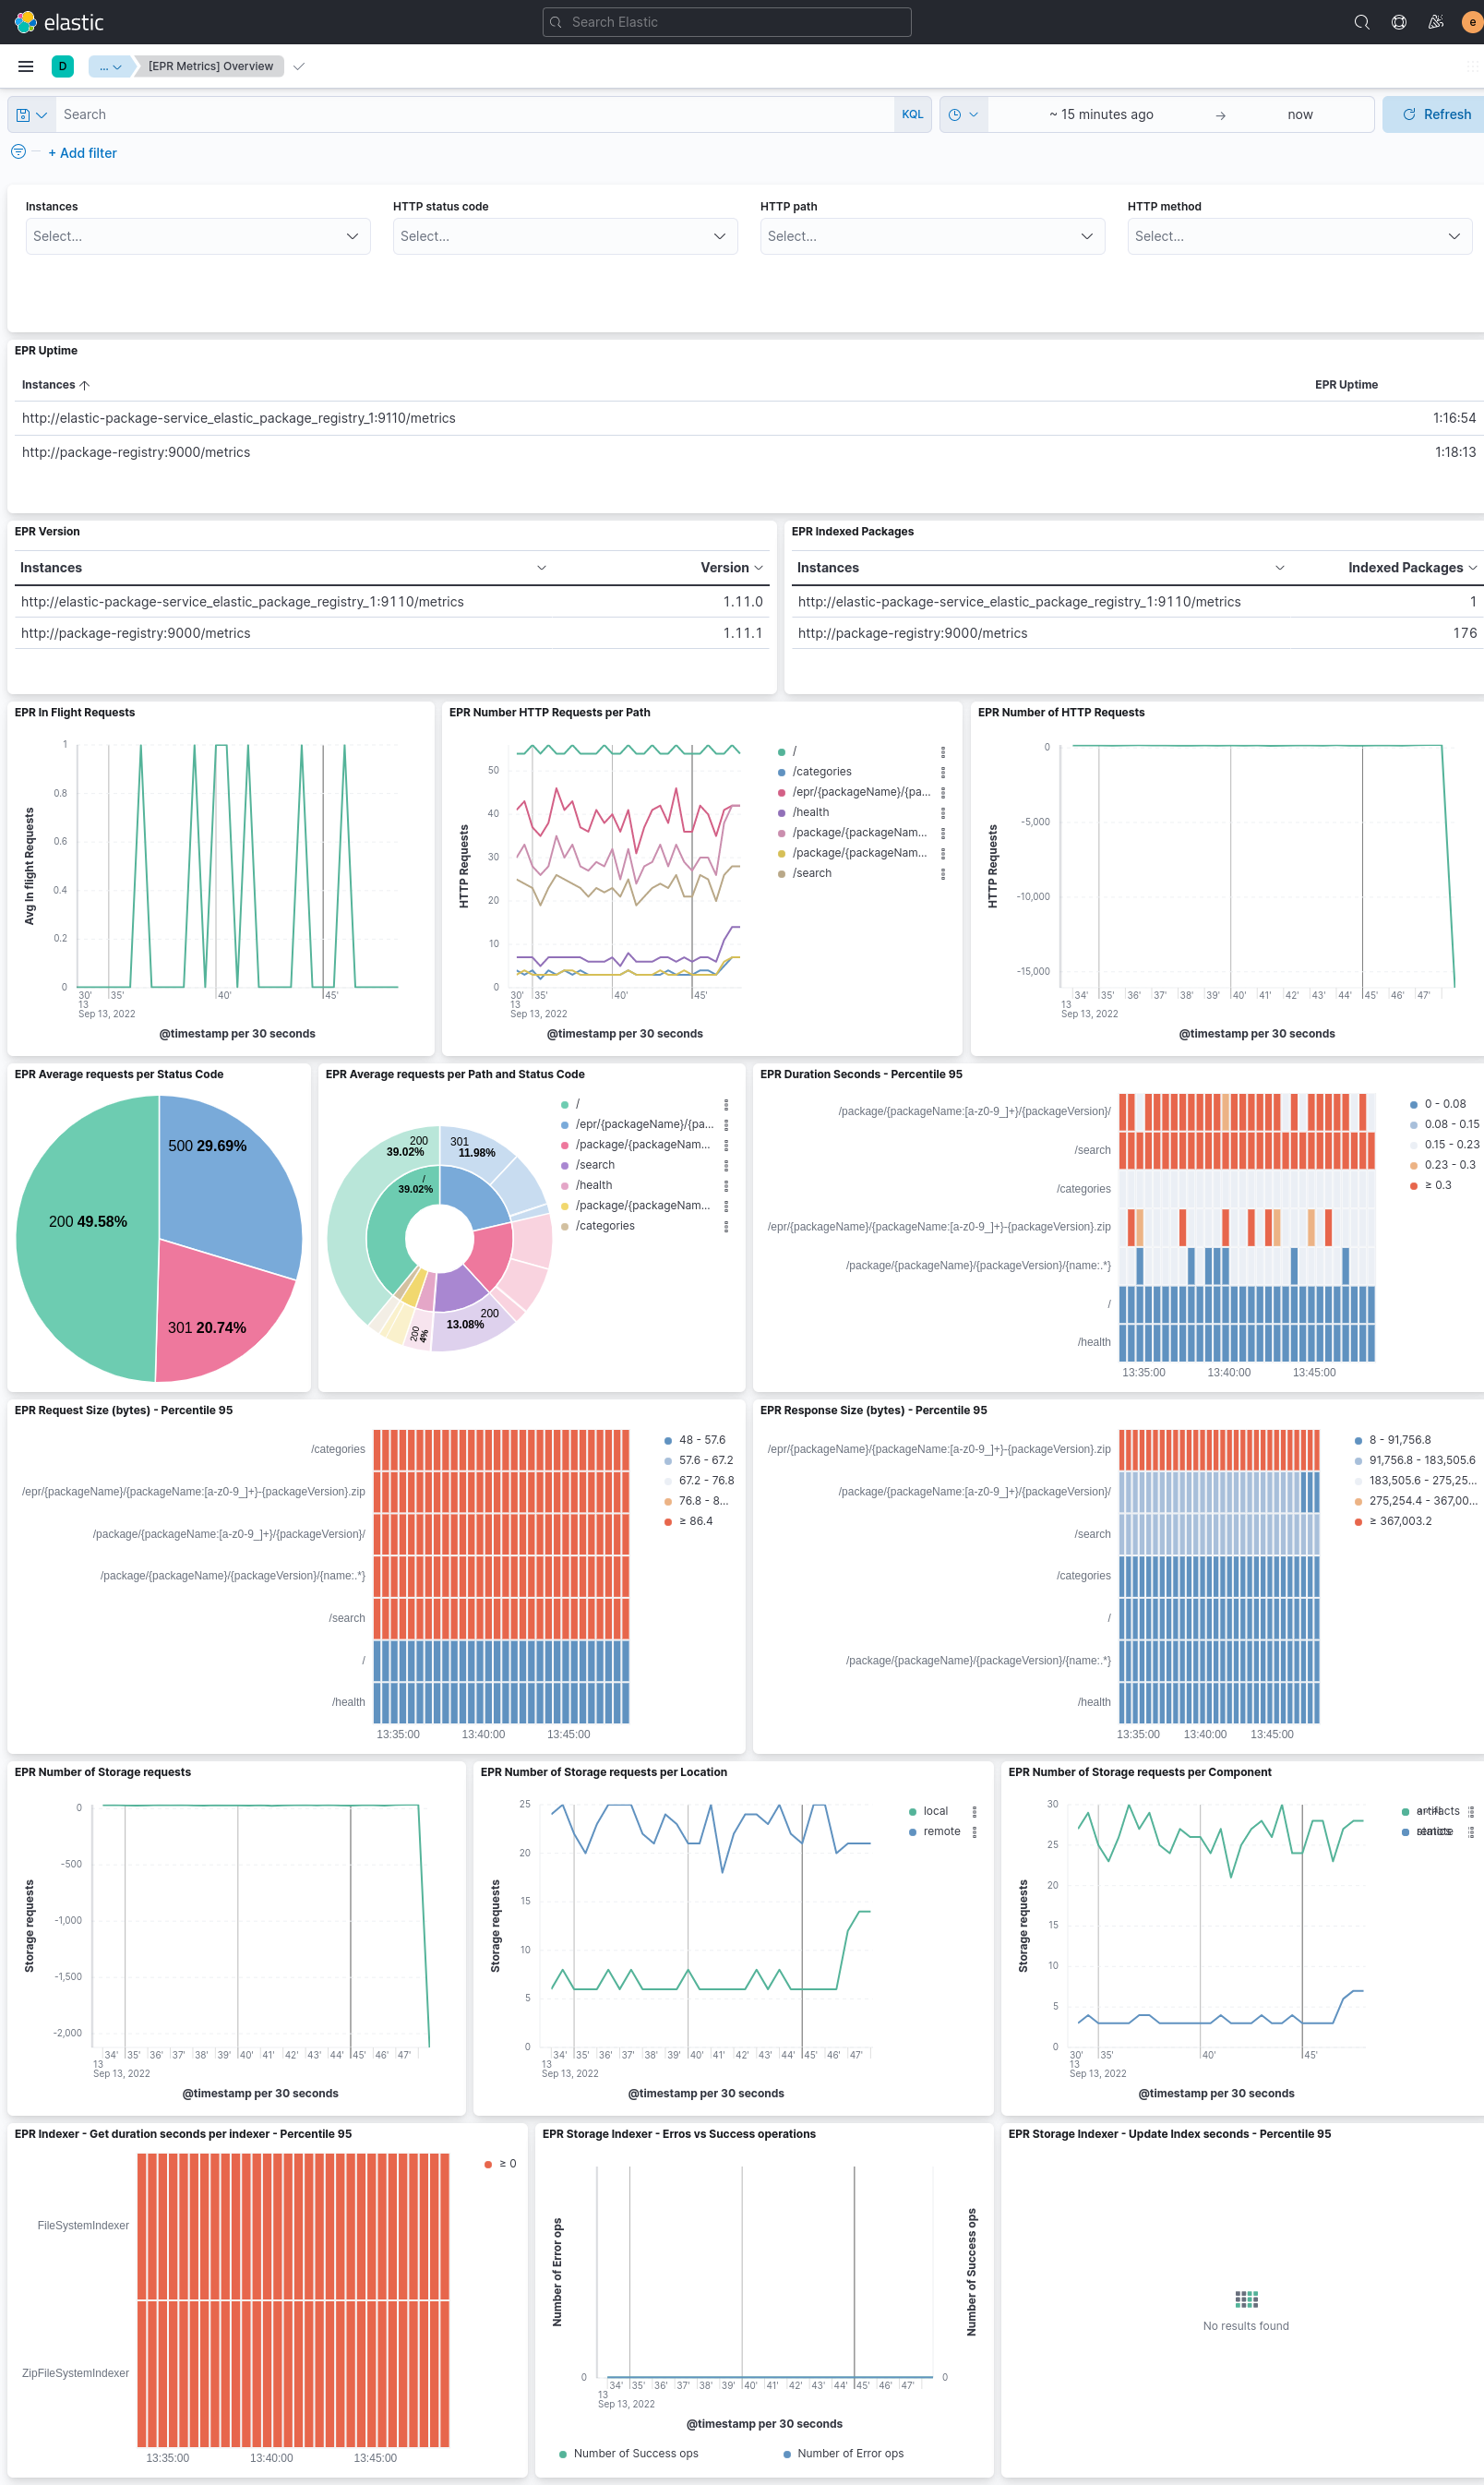 elastic
Search Elastic
e
D
... [EPR Metrics] Overview
Search
KQL
~ 15 minutes ago → now
Refresh
+ Add filter
Instances HTTP status code HTTP path HTTP method
Select... Select... Select... Select...
EPR Uptime
Instances EPR Uptime
http://elastic-package-service_elastic_package_registry_1:9110/metrics 1:16:54
http://package-registry:9000/metrics 1:18:13
EPR Version
Instances Version
http://elastic-package-service_elastic_package_registry_1:9110/metrics 1.11.0
http://package-registry:9000/metrics 1.11.1
EPR Indexed Packages
Instances Indexed Packages
http://elastic-package-service_elastic_package_registry_1:9110/metrics 1
http://package-registry:9000/metrics 176
EPR In Flight Requests
Avg In flight Requests
1
0.8
0.6
0.4
0.2
0
30' 35' 40' 45'
13
Sep 13, 2022
@timestamp per 30 seconds
EPR Number HTTP Requests per Path
HTTP Requests
50
40
30
20
10
0
30' 35' 40' 45'
13
Sep 13, 2022
@timestamp per 30 seconds
/
/categories
/epr/{packageName}/{pa...
/health
/package/{packageNam...
/package/{packageNam...
/search
EPR Number of HTTP Requests
HTTP Requests
0
-5,000
-10,000
-15,000
34' 35' 36' 37' 38' 39' 40' 41' 42' 43' 44' 45' 46' 47'
13
Sep 13, 2022
@timestamp per 30 seconds
EPR Average requests per Status Code
500 29.69%
200 49.58%
301 20.74%
EPR Average requests per Path and Status Code
200
39.02%
301
11.98%
/
39.02%
200
13.08%
200
4%
/
/epr/{packageName}/{pa...
/package/{packageNam...
/search
/health
/package/{packageNam...
/categories
EPR Duration Seconds - Percentile 95
/package/{packageName:[a-z0-9_]+}/{packageVersion}/
/search
/categories
/epr/{packageName}/{packageName:[a-z0-9_]+}-{packageVersion}.zip
/package/{packageName}/{packageVersion}/{name:.*}
/
/health
13:35:00 13:40:00 13:45:00
0 - 0.08
0.08 - 0.15
0.15 - 0.23
0.23 - 0.3
≥ 0.3
EPR Request Size (bytes) - Percentile 95
/categories
/epr/{packageName}/{packageName:[a-z0-9_]+}-{packageVersion}.zip
/package/{packageName:[a-z0-9_]+}/{packageVersion}/
/package/{packageName}/{packageVersion}/{name:.*}
/search
/
/health
13:35:00 13:40:00 13:45:00
48 - 57.6
57.6 - 67.2
67.2 - 76.8
76.8 - 8...
≥ 86.4
EPR Response Size (bytes) - Percentile 95
/epr/{packageName}/{packageName:[a-z0-9_]+}-{packageVersion}.zip
/package/{packageName:[a-z0-9_]+}/{packageVersion}/
/search
/categories
/
/package/{packageName}/{packageVersion}/{name:.*}
/health
13:35:00 13:40:00 13:45:00
8 - 91,756.8
91,756.8 - 183,505.6
183,505.6 - 275,25...
275,254.4 - 367,00...
≥ 367,003.2
EPR Number of Storage requests
Storage requests
0
-500
-1,000
-1,500
-2,000
34' 35' 36' 37' 38' 39' 40' 41' 42' 43' 44' 45' 46' 47'
13
Sep 13, 2022
@timestamp per 30 seconds
EPR Number of Storage requests per Location
Storage requests
25
20
15
10
5
0
34' 35' 36' 37' 38' 39' 40' 41' 42' 43' 44' 45' 46' 47'
13
Sep 13, 2022
@timestamp per 30 seconds
local
remote
EPR Number of Storage requests per Component
Storage requests
30
25
20
15
10
5
0
30' 35' 40' 45'
13
Sep 13, 2022
@timestamp per 30 seconds
artifacts
EPR Indexer - Get duration seconds per indexer - Percentile 95
FileSystemIndexer
ZipFileSystemIndexer
13:35:00 13:40:00 13:45:00
≥ 0
EPR Storage Indexer - Erros vs Success operations
Number of Error ops
Number of Success ops
0 0
34' 35' 36' 37' 38' 39' 40' 41' 42' 43' 44' 45' 46' 47'
13
Sep 13, 2022
@timestamp per 30 seconds
Number of Success ops Number of Error ops
EPR Storage Indexer - Update Index seconds - Percentile 95
No results found